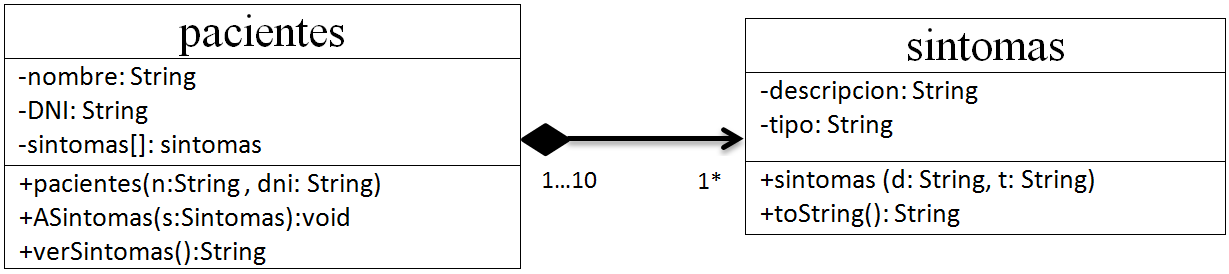 pacientes
-nombre: String
-DNI: String
-sintomas[]: sintomas
+pacientes(n:String , dni: String)
+ASintomas(s:Sintomas):void
+verSintomas():String
1...10
1*
sintomas
-descripcion: String
-tipo: String
+sintomas (d: String, t: String)
+toString(): String